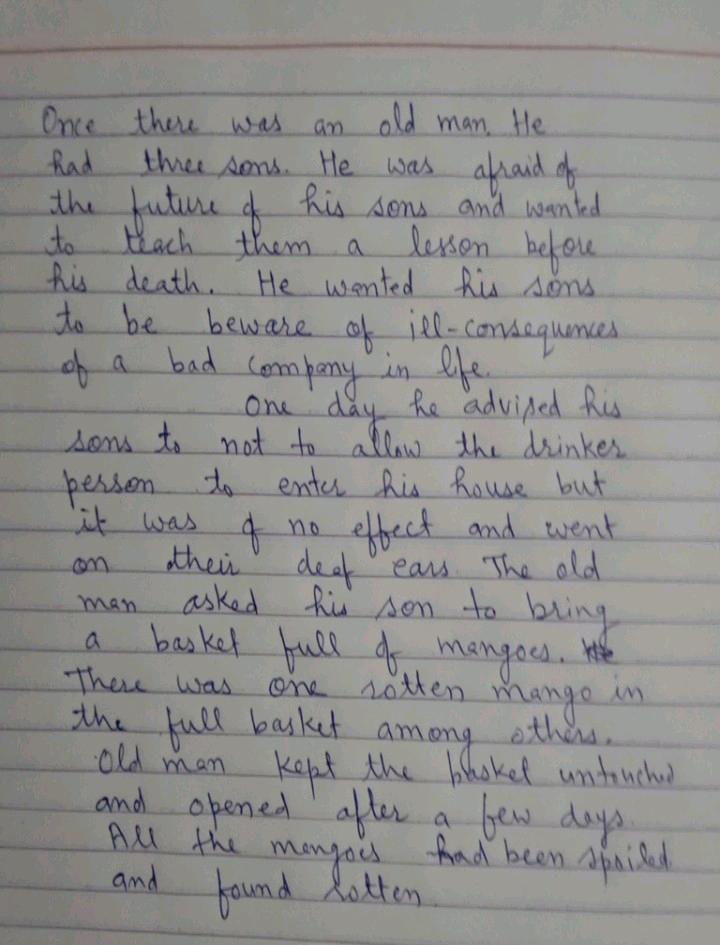 Once there was an old man. He
had three sons. He was afraid of
the future of his sons and wanted
to teach them a lesson before
his death. He wanted his sons
to be beware of ill-consequences
of a bad company in life.
One day he advised his
sons to not to allow the drinker
person to enter his house but
it was of no effect and went
on their deaf ears. The old
man asked his son to bring
a basket full of mangoes.
There was one rotten mango in
the full basket among others.
Old man kept the basket untouched
and opened after a few days.
All the mangoes had been spoiled
and found rotten.